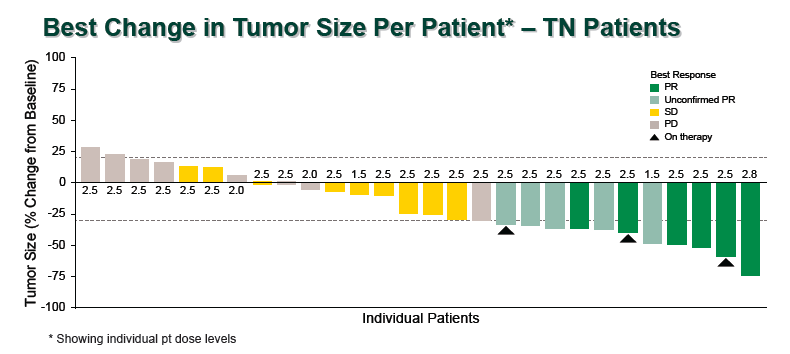 Best Change in Tumor Size Per Patient* – TN Patients
Tumor Size (% Change from Baseline)
100
75
50
25
0
-25
-50
-75
-100
Best Response
PR
Unconfirmed PR
SD
PD
On therapy
2.5 2.5 2.0 2.5 1.5 2.5 2.5 2.5 2.5 2.5 2.5 2.5 2.5 2.5 2.5 2.5 1.5 2.5 2.5 2.5 2.8
2.5 2.5 2.5 2.5 2.5 2.5 2.0
Individual Patients
* Showing individual pt dose levels